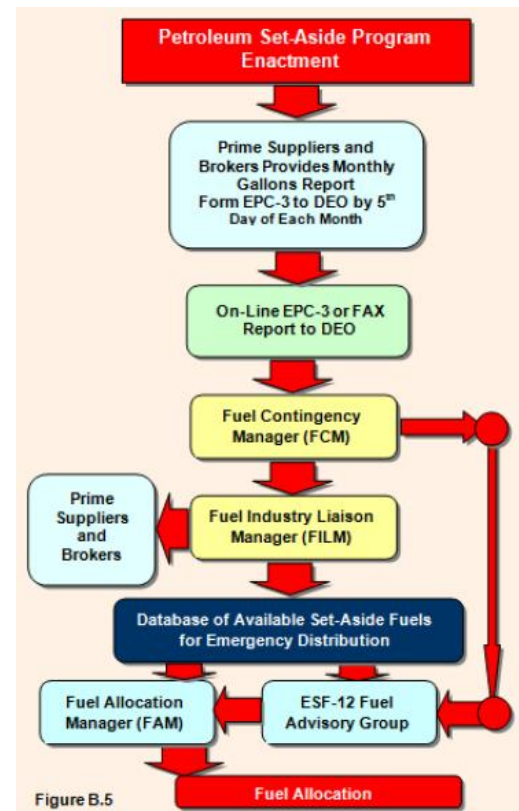 Petroleum Set-Aside Program
Enactment
Prime Suppliers and
Brokers Provides Monthly
Gallons Report
Form EPC-3 to DEO by 5th
Day of Each Month
On-Line EPC-3 or FAX
Report to DEO
Fuel Contingency
Manager (FCM)
Prime
Suppliers
and
Brokers
Fuel Industry Liaison
Manager (FILM)
Database of Available Set-Aside Fuels
for Emergency Distribution
Fuel Allocation
Manager (FAM)
ESF-12 Fuel
Advisory Group
Figure B.5
Fuel Allocation